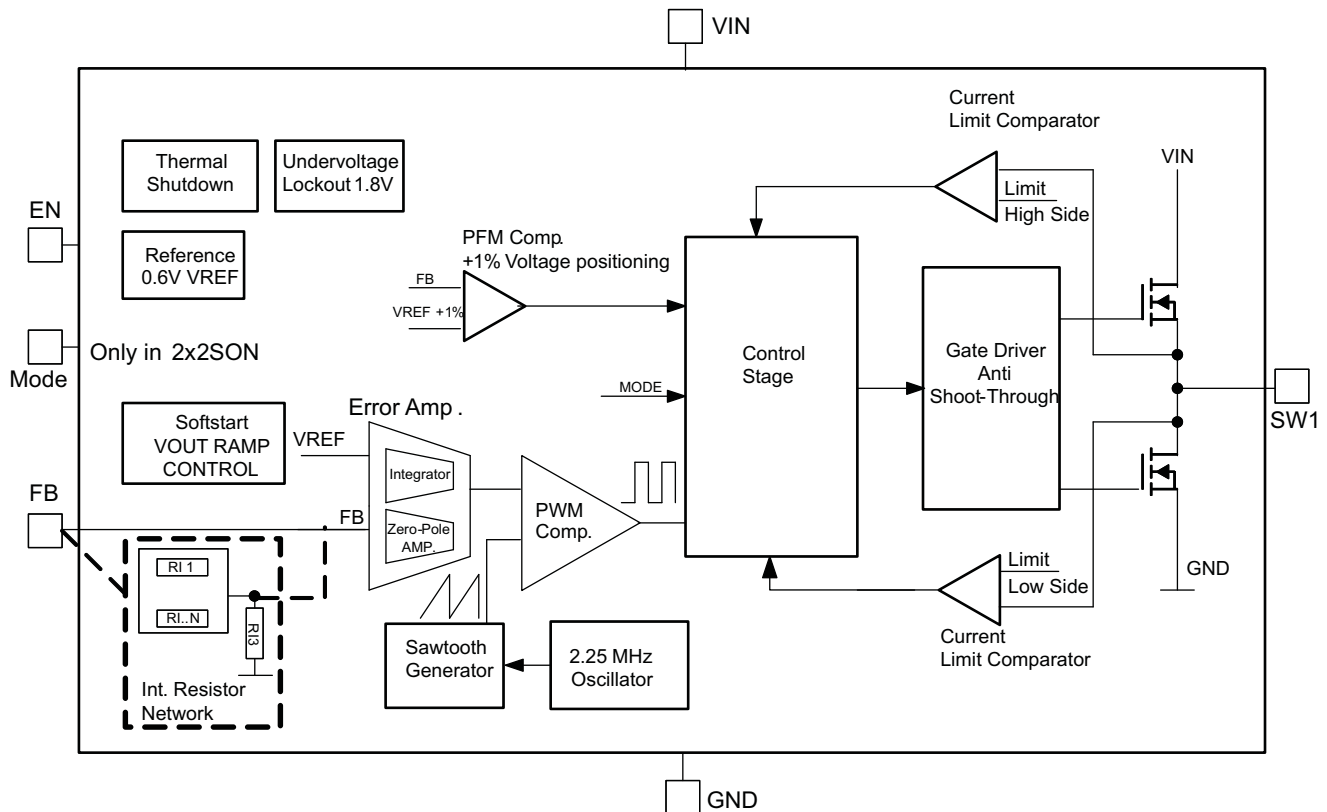 VIN
Current
Limit Comparator
Thermal
Shutdown
Undervoltage
Lockout 1.8V
VIN
Limit
High Side
EN
Reference
0.6V VREF
PFM Comp.
+1% Voltage positioning
FB
VREF +1%
Mode
Only in 2x2SON
Control
Stage
Gate Driver
Anti
Shoot-Through
MODE
SW1
Softstart
VOUT RAMP
CONTROL
Error Amp .
VREF
Integrator
FB
FB
Zero-Pole
AMP.
PWM
Comp.
Limit
Low Side
GND
RI 1
RI..N
RI3
Int. Resistor
Network
Sawtooth
Generator
2.25 MHz
Oscillator
Current
Limit Comparator
GND